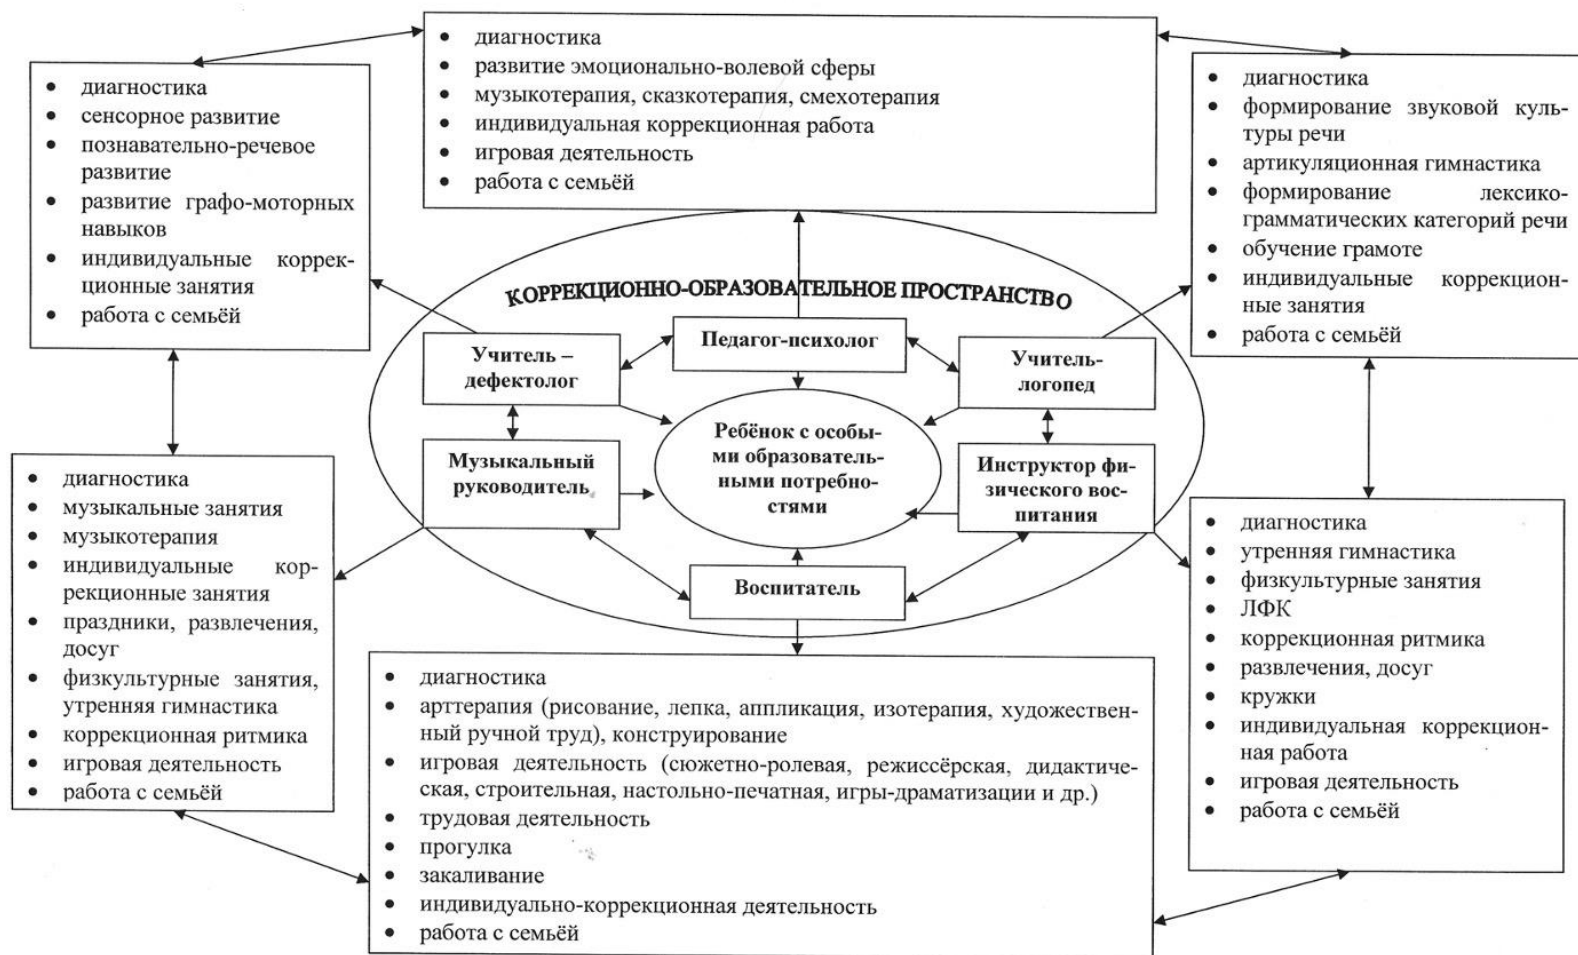 • диагностика
• развитие эмоционально-волевой сферы
• музыкотерапия, сказкотерапия, смехотерапия
• индивидуальная коррекционная работа
• игровая деятельность
• работа с семьёй
• диагностика
• сенсорное развитие
• познавательно-речевое
развитие
• развитие графо-моторных
навыков
• индивидуальные коррек-
ционные занятия
• работа с семьёй
• диагностика
• формирование звуковой куль-
туры речи
• артикуляционная гимнастика
• формирование лексико-
грамматических категорий речи
• обучение грамоте
• индивидуальные коррекцион-
ные занятия
• работа с семьёй
КОРРЕКЦИОННО-ОБРАЗОВАТЕЛЬНОЕ ПРОСТРАНСТВО
Учитель –
дефектолог
Педагог-психолог
Учитель-
логопед
Музыкальный
руководитель
Ребёнок с особы-
ми образователь-
ными потребно-
стями
Инструктор фи-
зического вос-
питания
Воспитатель
• диагностика
• музыкальные занятия
• музыкотерапия
• индивидуальные кор-
рекционные занятия
• праздники, развлечения,
досуг
• физкультурные занятия,
утренняя гимнастика
• коррекционная ритмика
• игровая деятельность
• работа с семьёй
• диагностика
• арттерапия (рисование, лепка, аппликация, изотерапия, художествен-
ный ручной труд), конструирование
• игровая деятельность (сюжетно-ролевая, режиссёрская, дидактиче-
ская, строительная, настольно-печатная, игры-драматизации и др.)
• трудовая деятельность
• прогулка
• закаливание
• индивидуально-коррекционная деятельность
• работа с семьёй
• диагностика
• утренняя гимнастика
• физкультурные занятия
• ЛФК
• коррекционная ритмика
• развлечения, досуг
• кружки
• индивидуальная коррекцион-
ная работа
• игровая деятельность
• работа с семьёй